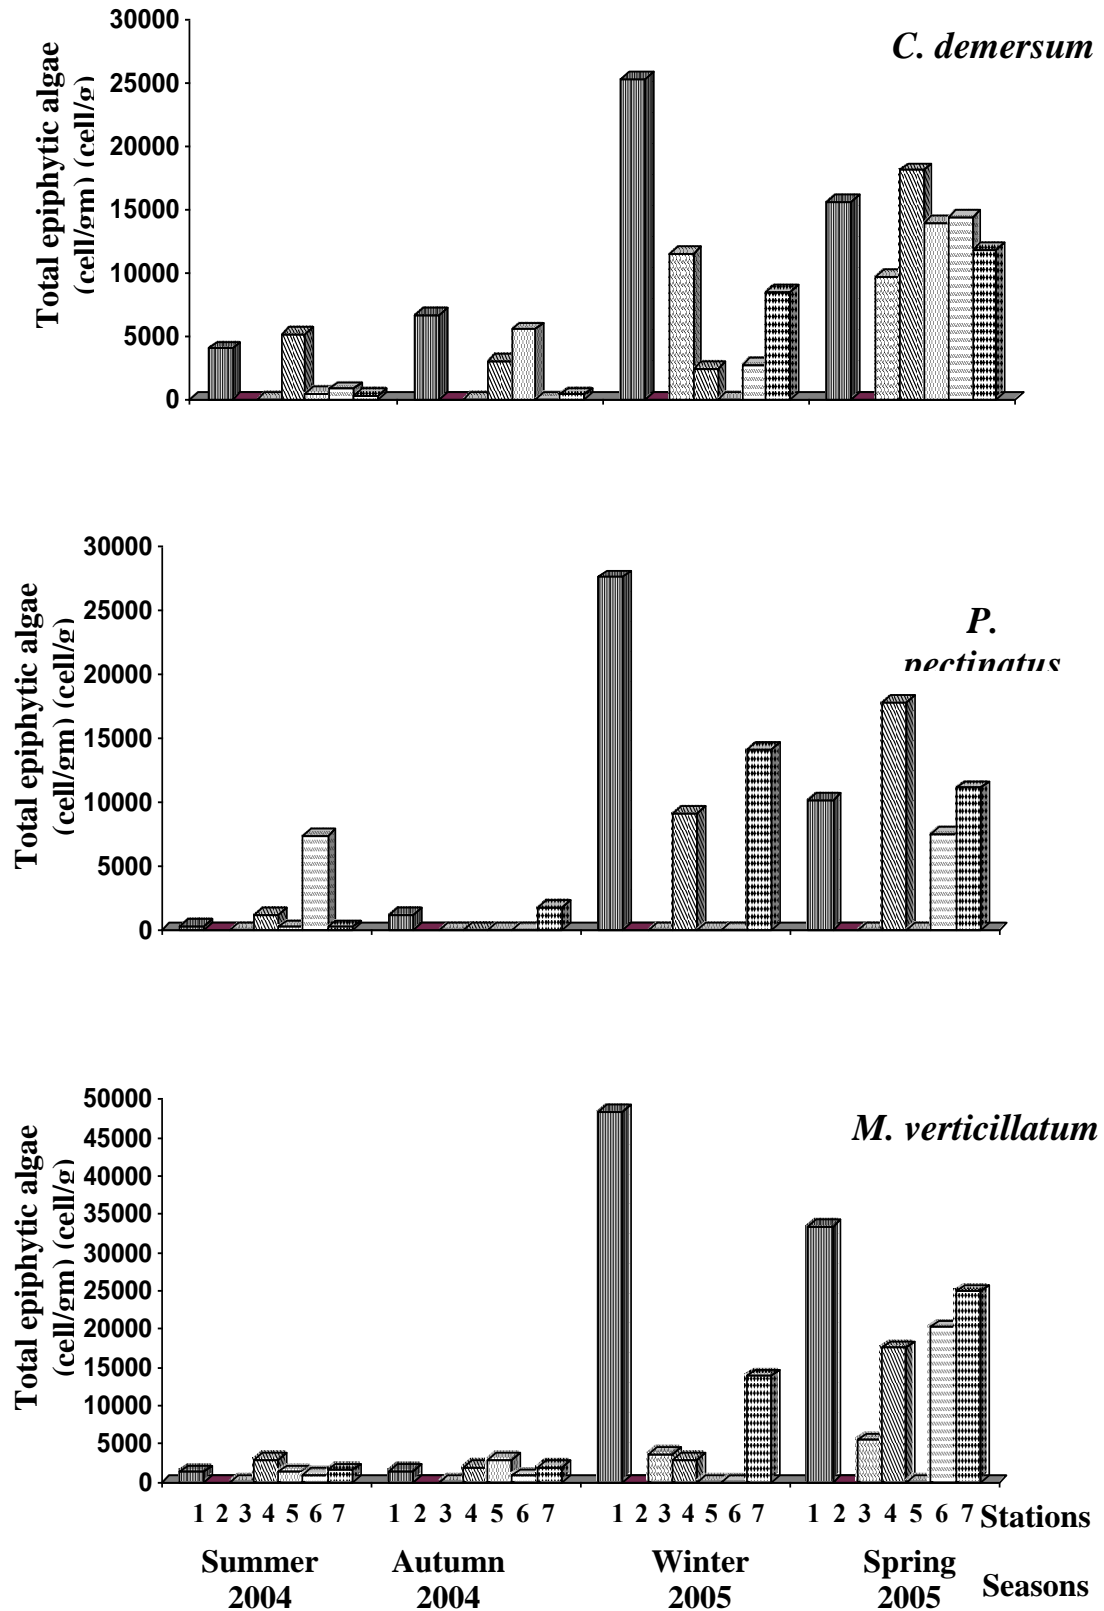 C. demersum
Total epiphytic algae
(cell/gm) (cell/g)
30000
25000
20000
15000
10000
5000
0
P.
pectinatus
Total epiphytic algae
(cell/gm) (cell/g)
30000
25000
20000
15000
10000
5000
0
M. verticillatum
Total epiphytic algae
(cell/gm) (cell/g)
50000
45000
40000
35000
30000
25000
20000
15000
10000
5000
0
1 2 3 4 5 6 7 1 2 3 4 5 6 7 1 2 3 4 5 6 7 1 2 3 4 5 6 7 Stations
Summer Autumn Winter Spring
2004 2004 2005 2005 Seasons